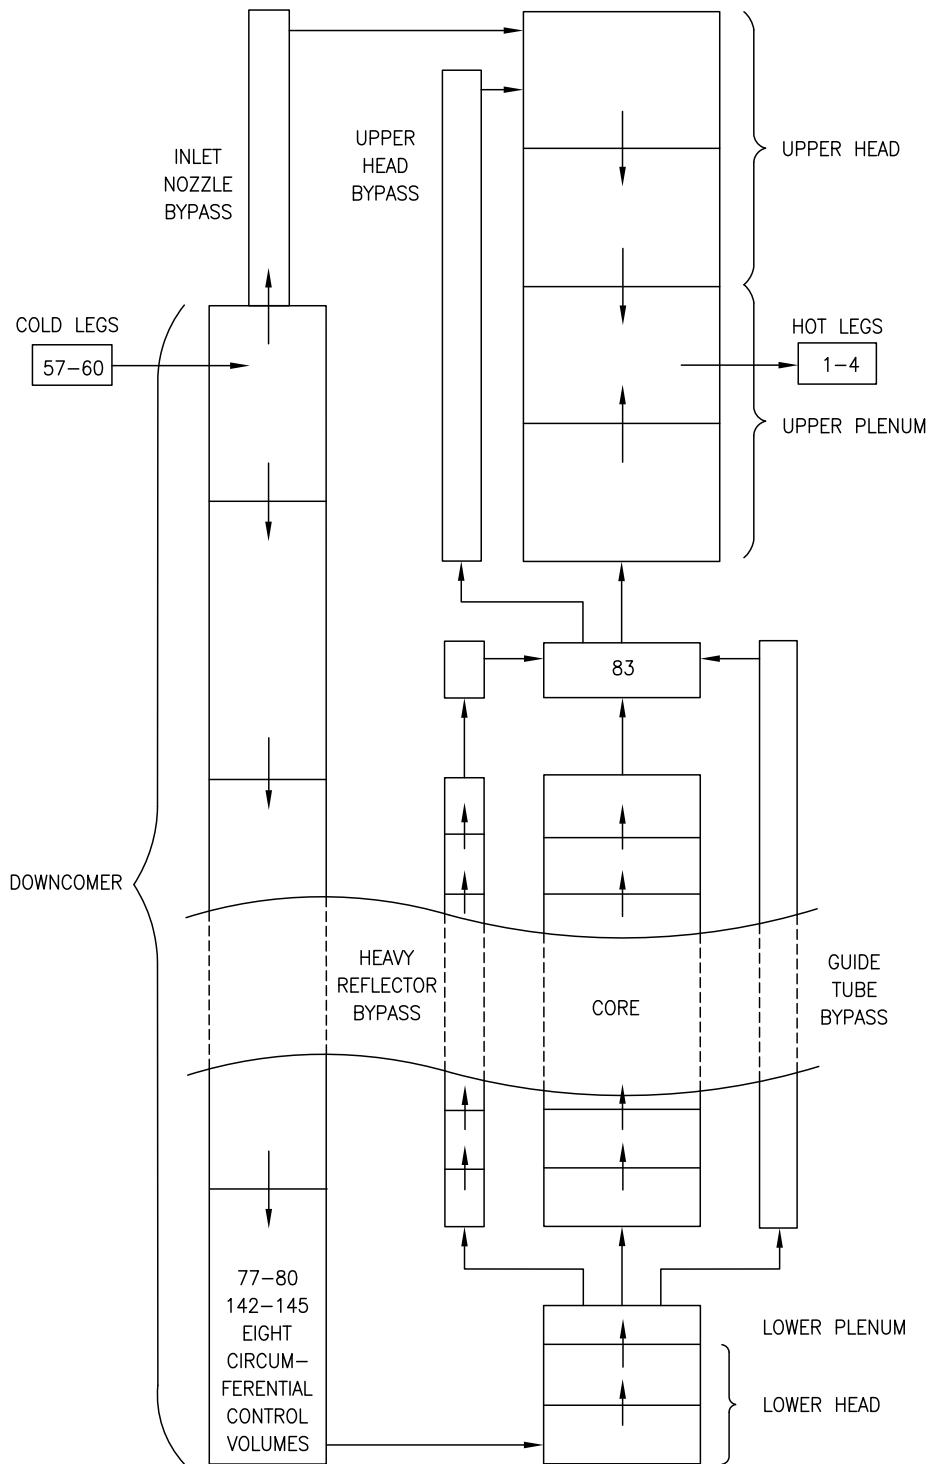 INLET
NOZZLE
BYPASS
UPPER
HEAD
BYPASS
UPPER HEAD
COLD LEGS
57-60
HOT LEGS
1-4
UPPER PLENUM
83
DOWNCOMER
HEAVY
REFLECTOR
BYPASS
CORE
GUIDE
TUBE
BYPASS
77-80
142-145
EIGHT
CIRCUM-
FERENTIAL
CONTROL
VOLUMES
LOWER PLENUM
LOWER HEAD